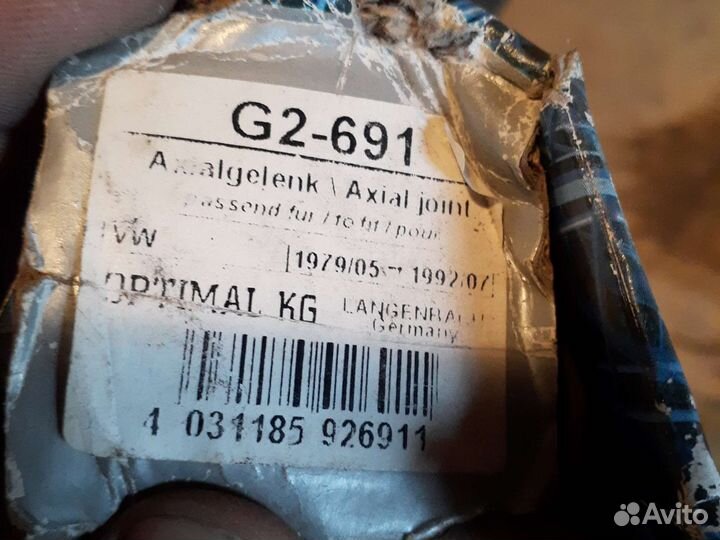 G2-691
Axialgelenk \ Axial joint
passend für / to fit / pour
VW
1979/05 - 1992/07
OPTIMAL KG
LANGENBACH
Germany
4 031185 926911
Avito